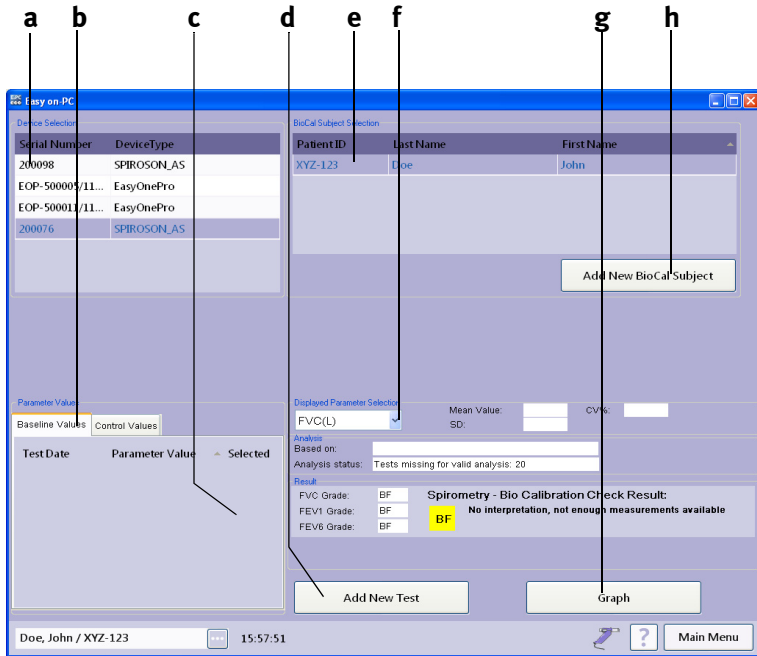 a b c d e f g h
Easy on-PC
Device Selection
Serial Number DeviceType
200098 SPIROSON_AS
EOP-500005/11... EasyOnePro
EOP-500011/11... EasyOnePro
200076 SPIROSON_AS
BioCal Subject Selection
Patient ID Last Name First Name
XYZ-123 Doe John
Add New BioCal Subject
Parameter Values
Baseline Values Control Values
Test Date Parameter Value Selected
Displayed Parameter Selection
FVC(L) Mean Value: CV%:
SD:
Analysis
Based on:
Analysis status: Tests missing for valid analysis: 20
Result
FVC Grade: BF Spirometry - Bio Calibration Check Result:
FEV1 Grade: BF BF No interpretation, not enough measurements available
FEV6 Grade: BF
Add New Test Graph
Doe, John / XYZ-123 ... 15:57:51 ? Main Menu